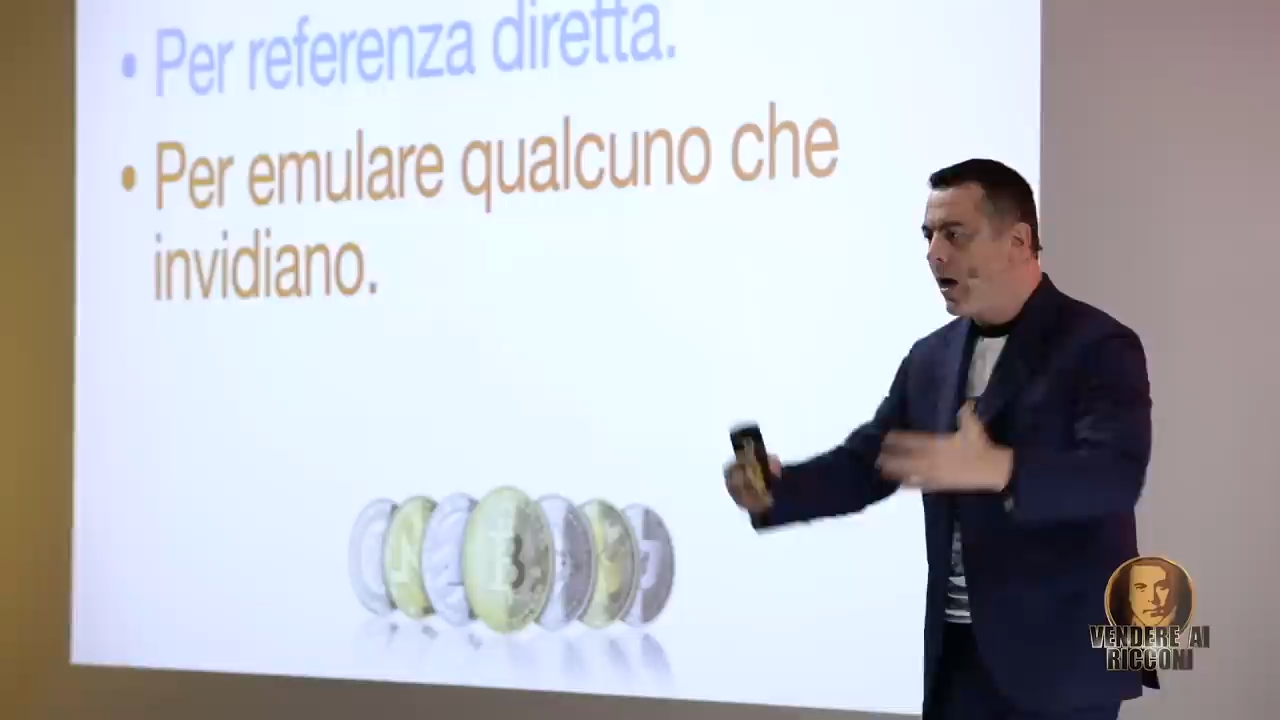 • Per referenza diretta.
• Per emulare qualcuno che
invidiano.
VENDERE AI
RICCONI